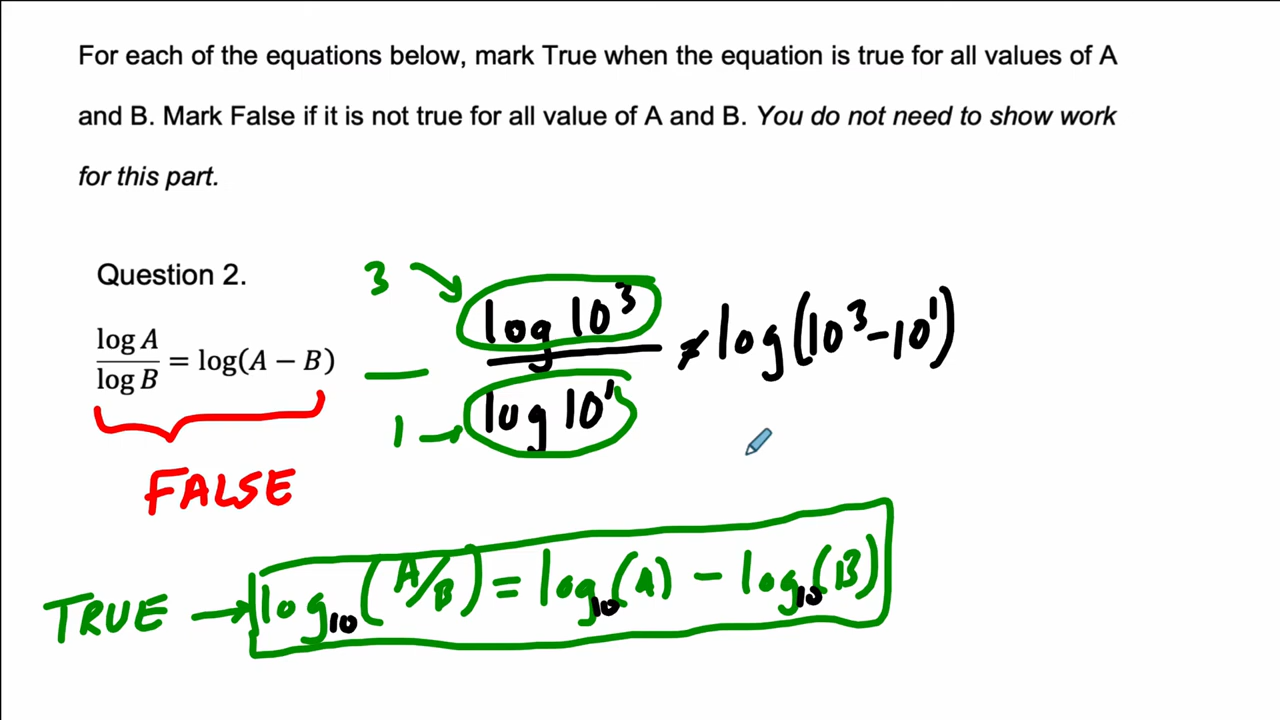 For each of the equations below, mark True when the equation is true for all values of A
and B. Mark False if it is not true for all value of A and B. You do not need to show work
for this part.
Question 2.
log A / log B = log(A − B)
3
log 10³ / log 10¹ ≠ log(10³ − 10¹)
1
FALSE
TRUE → log₁₀(A/B) = log₁₀(A) − log₁₀(B)